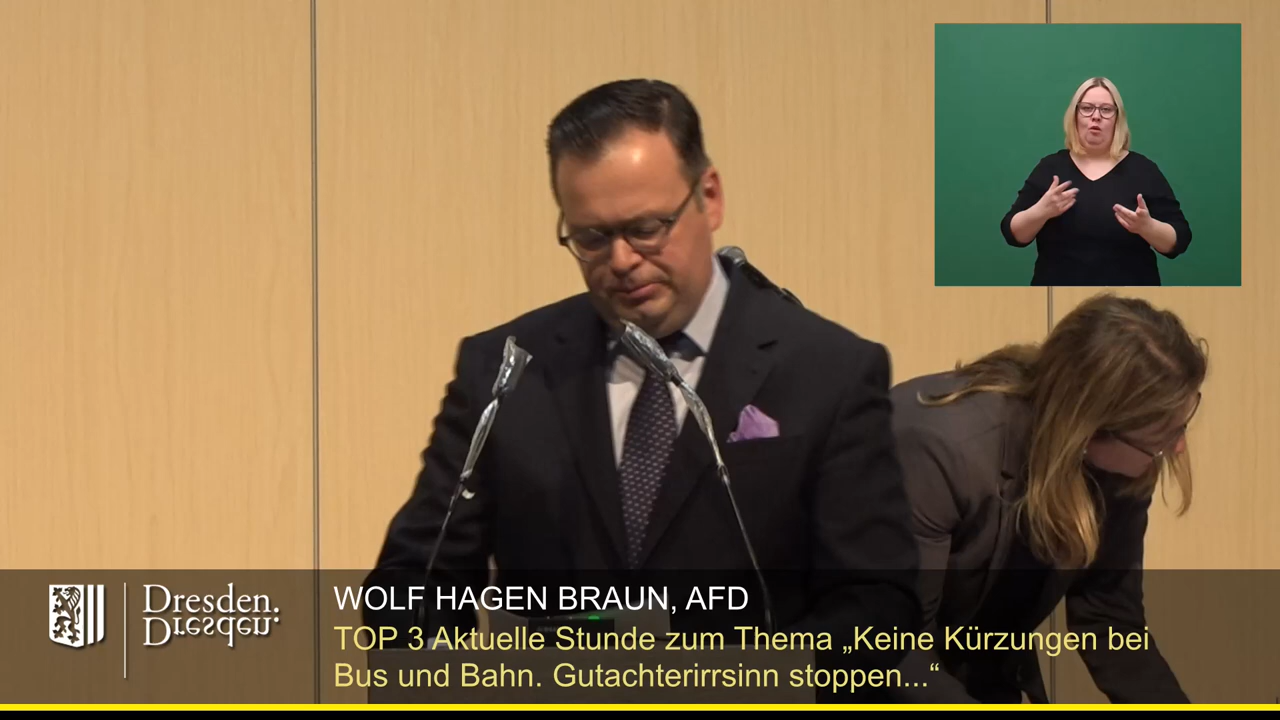 Dresden.
Dresden.
WOLF HAGEN BRAUN, AFD
TOP 3 Aktuelle Stunde zum Thema „Keine Kürzungen bei
Bus und Bahn. Gutachterirrsinn stoppen...“